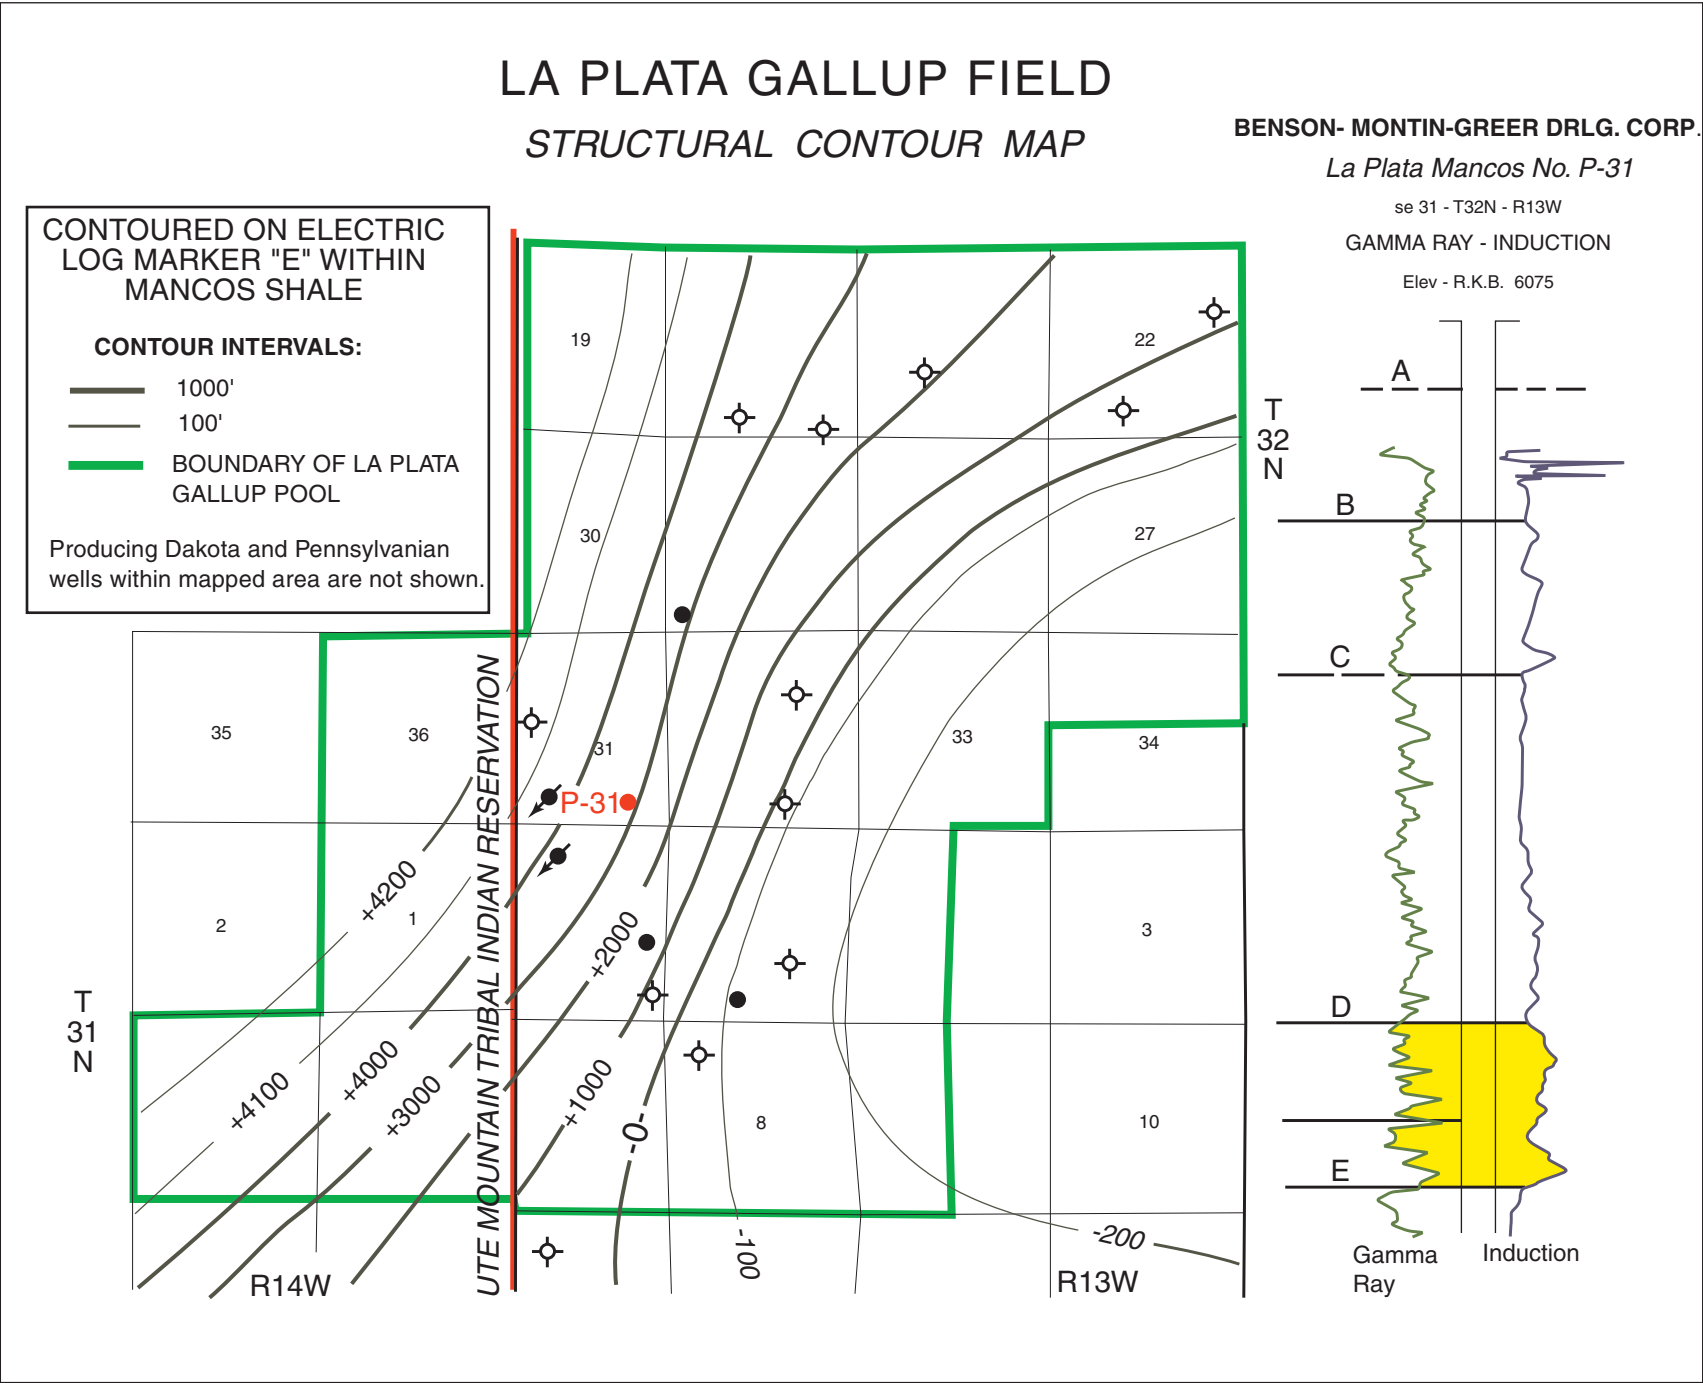 LA PLATA GALLUP FIELD
STRUCTURAL CONTOUR MAP
BENSON- MONTIN-GREER DRLG. CORP.
La Plata Mancos No. P-31
se 31 - T32N - R13W
GAMMA RAY - INDUCTION
Elev - R.K.B. 6075
CONTOURED ON ELECTRIC
LOG MARKER "E" WITHIN
MANCOS SHALE
CONTOUR INTERVALS:
1000'
100'
BOUNDARY OF LA PLATA
GALLUP POOL
Producing Dakota and Pennsylvanian
wells within mapped area are not shown.
19
22
30
27
35
36
31
33
34
P-31
2
1
3
8
10
T
32
N
T
31
N
UTE MOUNTAIN TRIBAL INDIAN RESERVATION
+4200
+4100
+4000
+3000
+2000
+1000
-0-
-100
-200
R14W
R13W
A
B
C
D
E
Gamma
Ray
Induction